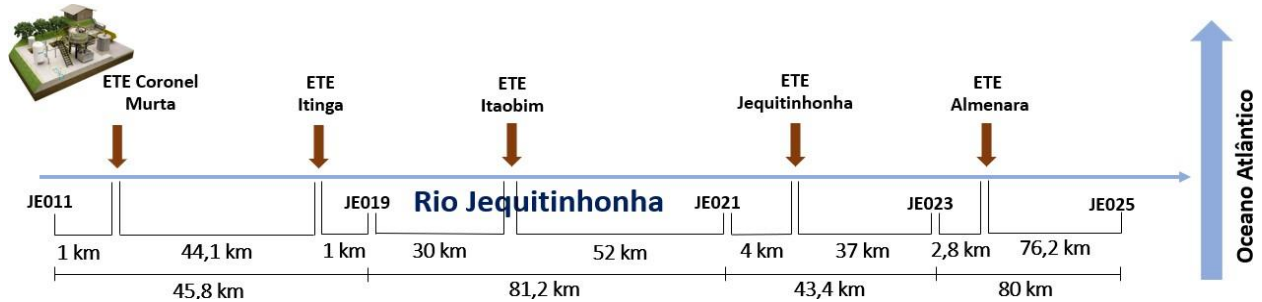 ETE Coronel
Murta
ETE
Itinga
ETE
Itaobim
ETE
Jequitinhonha
ETE
Almenara
JE011
JE019
Rio Jequitinhonha
JE021
JE023
JE025
1 km
44,1 km
1 km
30 km
52 km
4 km
37 km
2,8 km
76,2 km
45,8 km
81,2 km
43,4 km
80 km
Oceano Atlântico